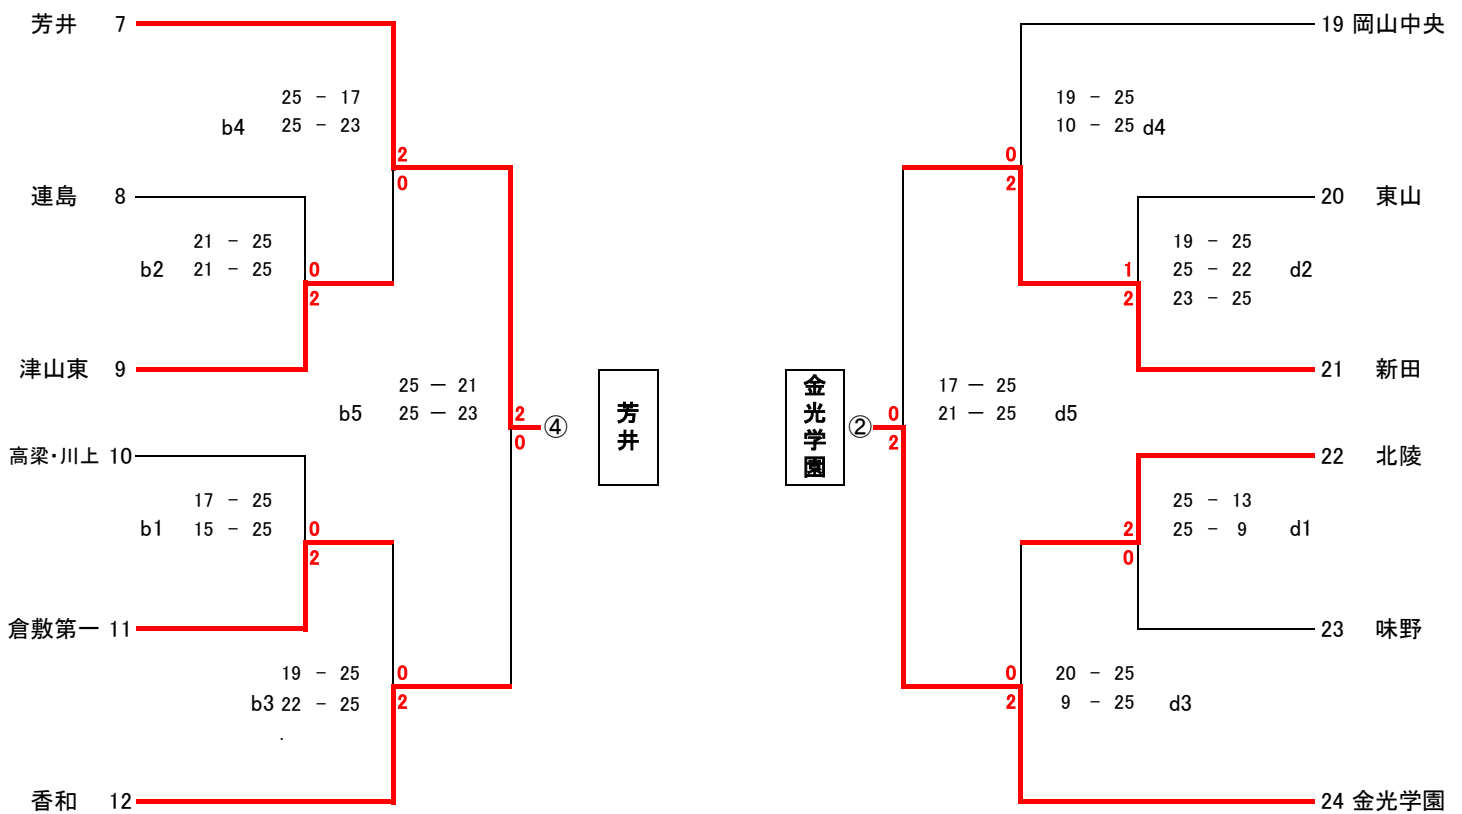 芳井 7
25 - 17
b4 25 - 23
2
0
連島 8
21 - 25
b2 21 - 25
0
2
津山東 9
25 － 21
b5 25 － 23
2
0
④
芳井
高梁・川上 10
17 - 25
b1 15 - 25
0
2
倉敷第一 11
19 - 25
b3 22 - 25
.
0
2
香和 12
19 岡山中央
19 - 25
10 - 25 d4
0
2
20 東山
19 - 25
25 - 22 d2
23 - 25
1
2
21 新田
金光学園
②
17 － 25
21 － 25 d5
0
2
22 北陵
25 - 13
25 - 9 d1
2
0
23 味野
20 - 25
9 - 25 d3
0
2
24 金光学園